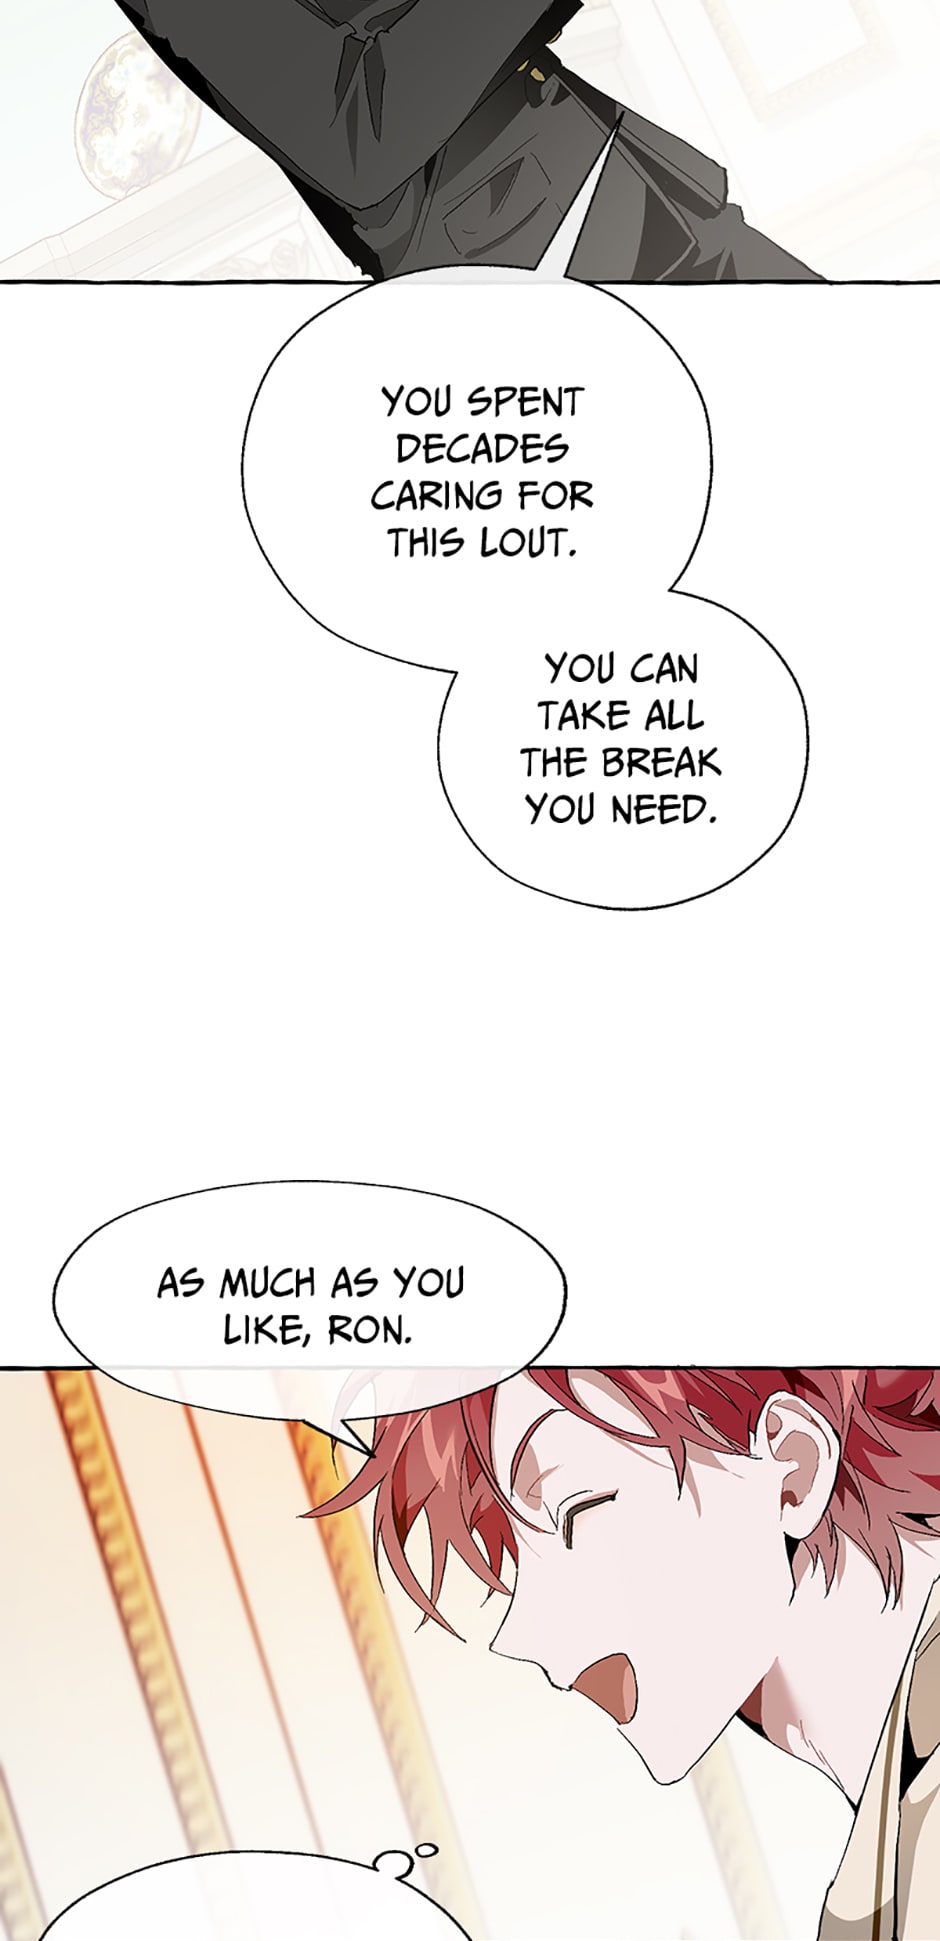 YOU SPENT
DECADES
CARING FOR
THIS LOUT.
YOU CAN
TAKE ALL
THE BREAK
YOU NEED.
AS MUCH AS YOU
LIKE, RON.